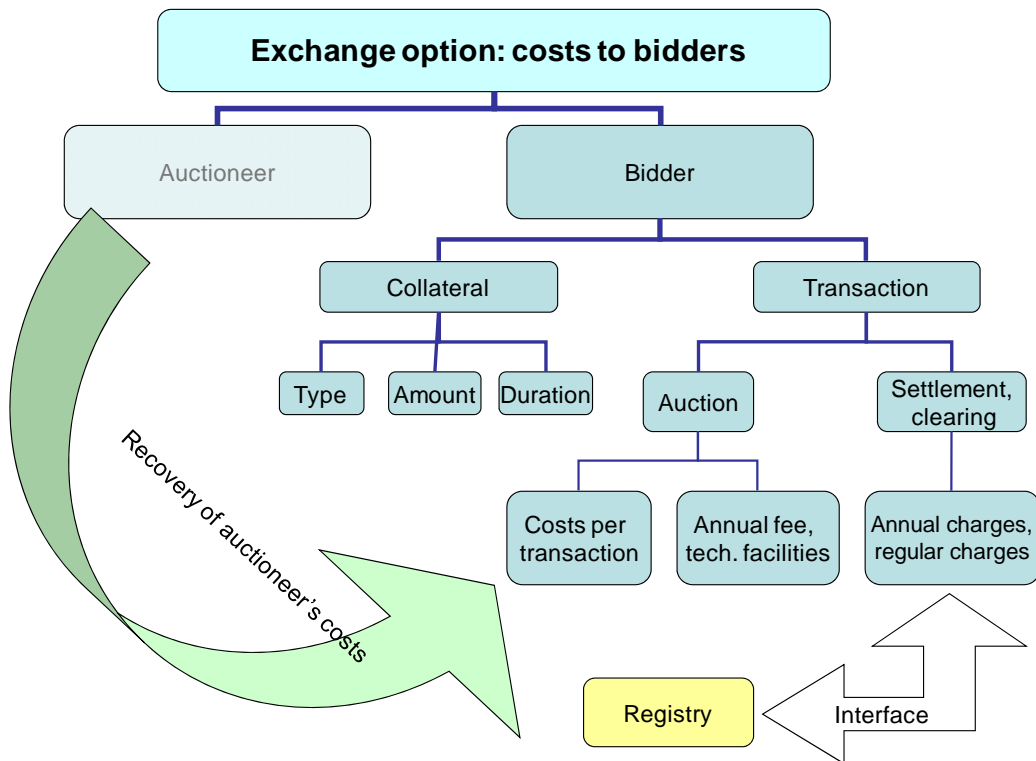 Exchange option: costs to bidders
Auctioneer
Bidder
Collateral
Transaction
Type
Amount
Duration
Auction
Settlement,
clearing
Costs per
transaction
Annual fee,
tech. facilities
Annual charges,
regular charges
Recovery of auctioneer’s costs
Registry
Interface